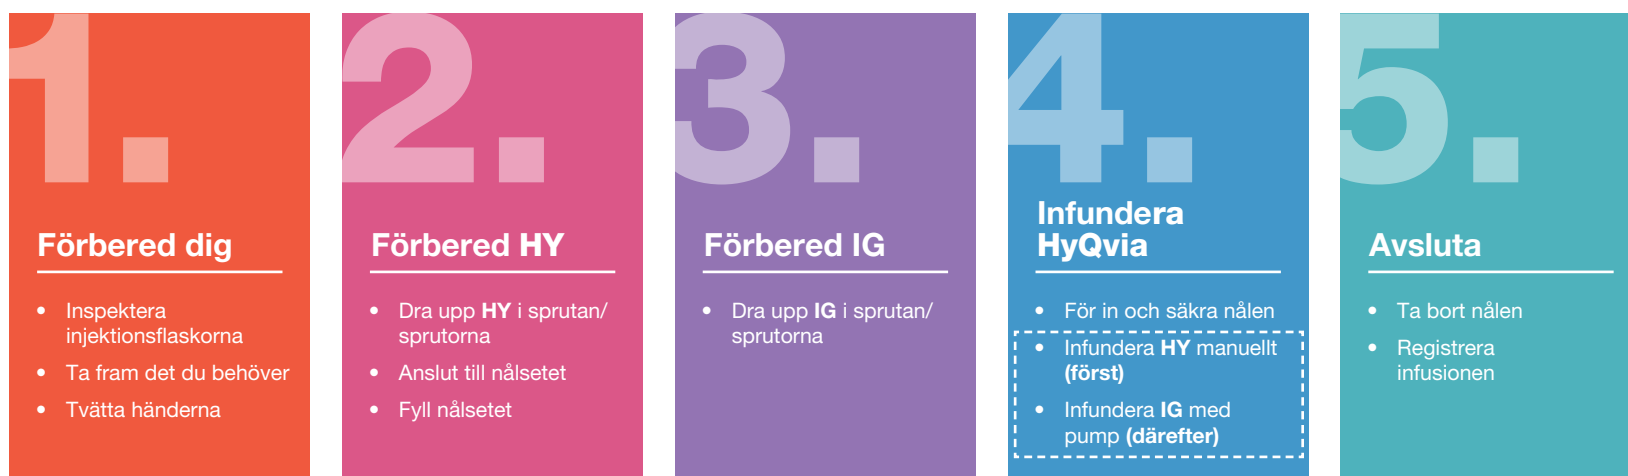 1.
Förbered dig
• Inspektera
injektionsflaskorna
• Ta fram det du behöver
• Tvätta händerna
2.
Förbered HY
• Dra upp HY i sprutan/
sprutorna
• Anslut till nålsetet
• Fyll nålsetet
3.
Förbered IG
• Dra upp IG i sprutan/
sprutorna
4.
Infundera
HyQvia
• För in och säkra nålen
• Infundera HY manuellt
(först)
• Infundera IG med
pump (därefter)
5.
Avsluta
• Ta bort nålen
• Registrera
infusionen